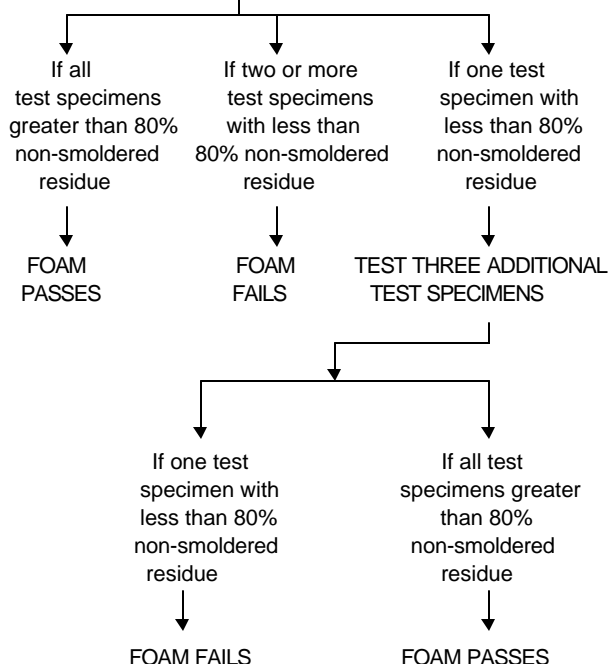 If all
test specimens
greater than 80%
non-smoldered
residue
If two or more
test specimens
with less than
80% non-smoldered
residue
If one test
specimen with
less than 80%
non-smoldered
residue
FOAM
PASSES
FOAM
FAILS
TEST THREE ADDITIONAL
TEST SPECIMENS
If one test
specimen with
less than 80%
non-smoldered
residue
If all test
specimens greater
than 80%
non-smoldered
residue
FOAM FAILS
FOAM PASSES